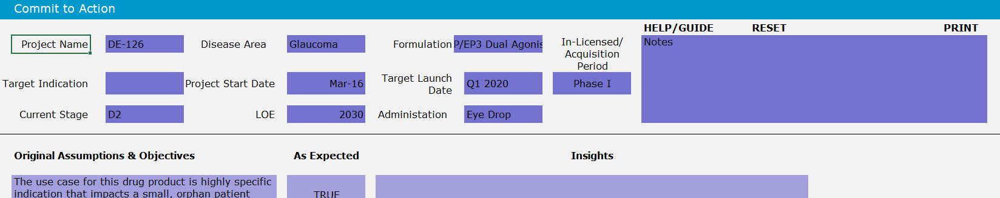 Commit to Action
HELP/GUIDE RESET PRINT
Project Name DE-126 Disease Area Glaucoma Formulation P/EP3 Dual Agonis In-Licensed/
Acquisition
Period
Notes
Target Indication Project Start Date Mar-16 Target Launch
Date Q1 2020 Phase I
Current Stage D2 LOE 2030 Administation Eye Drop
Original Assumptions & Objectives As Expected Insights
The use case for this drug product is highly specific
indication that impacts a small, orphan patient TRUE